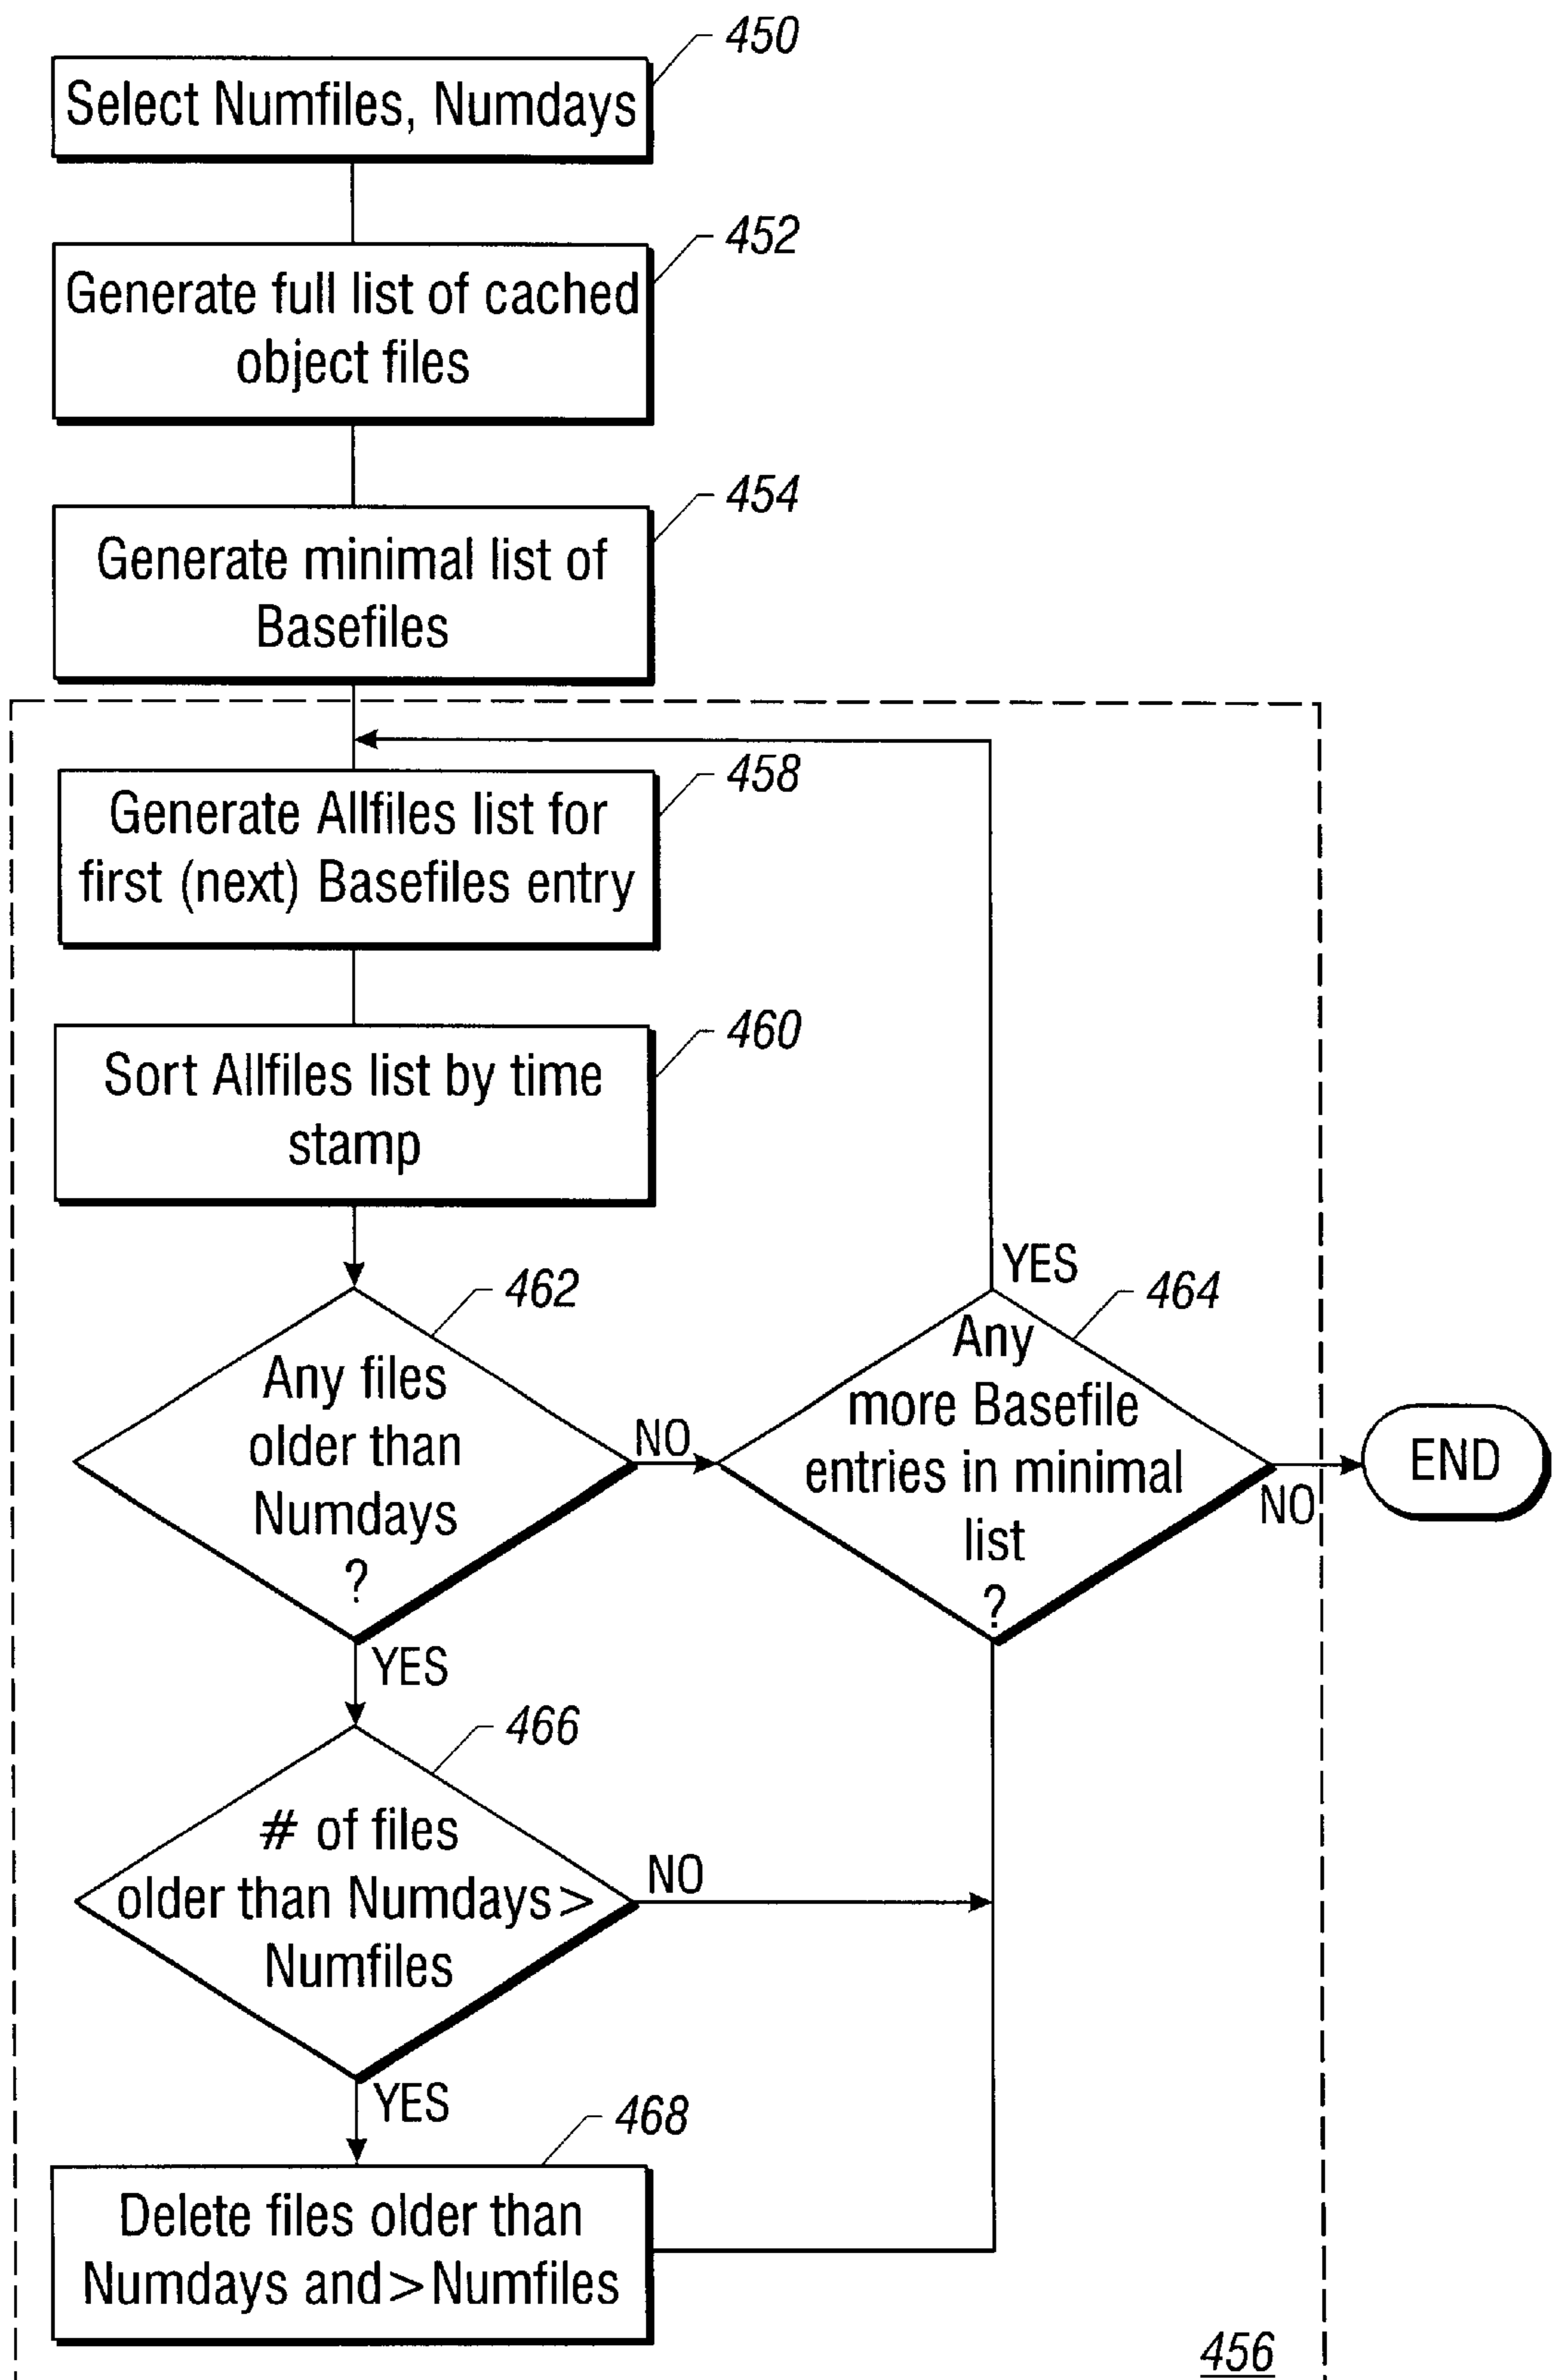 450
Select Numfiles, Numdays
452
Generate full list of cached
object files
454
Generate minimal list of
Basefiles
458
Generate Allfiles list for
first (next) Basefiles entry
460
Sort Allfiles list by time
stamp
462
Any files
older than
Numdays
?
NO
YES
464
Any
more Basefile
entries in minimal
list
?
YES
NO
END
466
# of files
older than Numdays >
Numfiles
NO
YES
468
Delete files older than
Numdays and > Numfiles
456